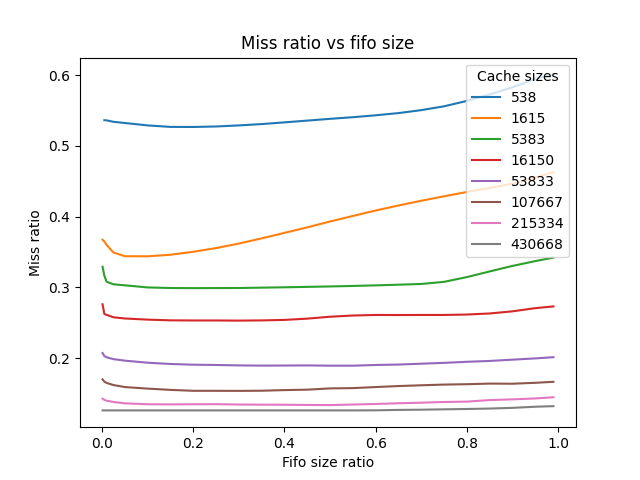 Miss ratio vs fifo size
Cache sizes
538
1615
5383
16150
53833
107667
215334
430668
Miss ratio
0.6
0.5
0.4
0.3
0.2
0.0 0.2 0.4 0.6 0.8 1.0
Fifo size ratio